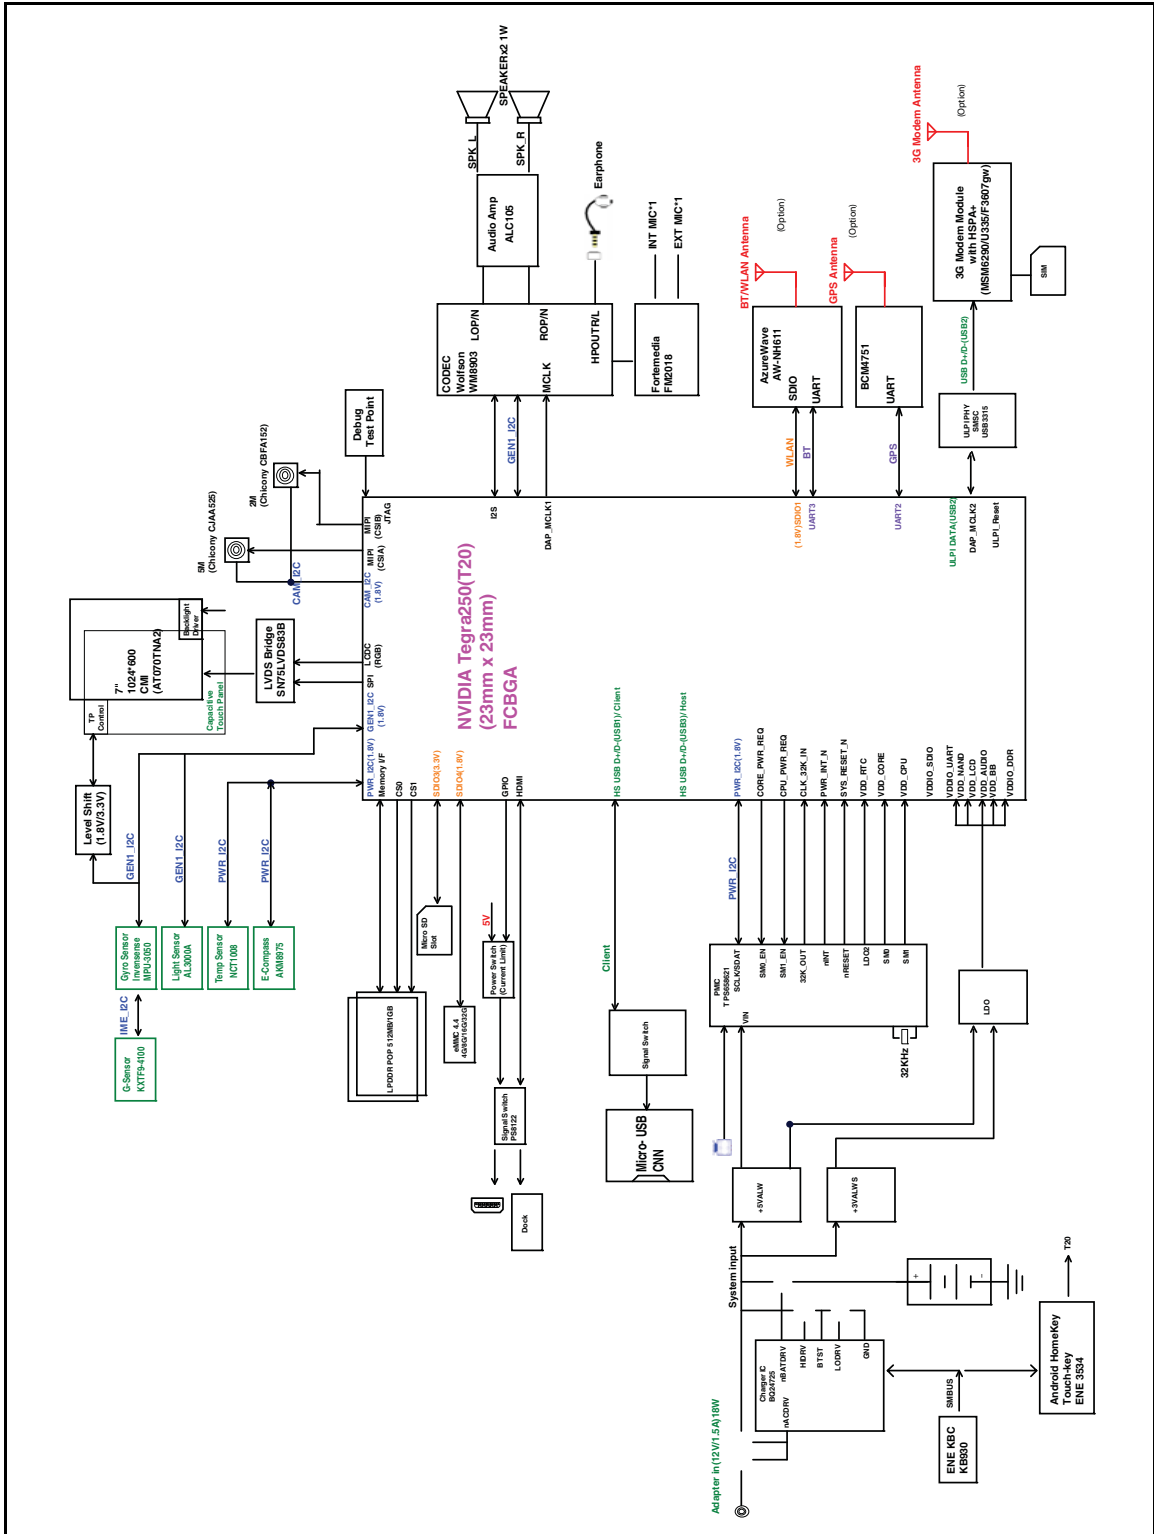 SPEAKERx2 1W
SPK_L
SPK_R
Audio Amp
ALC105
Earphone
INT MIC*1
EXT MIC*1
CODEC
Wolfson
WM8903
LOP/N
ROP/N
MCLK
HPOUTR/L
Fortemedia
FM2018
3G Modem Antenna
(Option)
BT/WLAN Antenna
(Option)
GPS Antenna
(Option)
3G Modem Module
with HSPA+
(MSM6290/U335/F3607gw)
SIM
AzureWave
AW-NH611
SDIO
UART
BCM4751
UART
USB D+/D-(USB2)
ULPI PHY
SMSC
USB3315
WLAN
BT
GPS
GEN1_I2C
Debug
Test Point
2M
(Chicony CBFA152)
5M
(Chicony CJAA525)
CAM_I2C
7"
1024*600
CMI
(AT070TNA2)
Backlight
Driver
TP
Control
Capacitive
Touch Panel
LVDS Bridge
SN75LVDS83B
Level Shift
(1.8V/3.3V)
GEN1_I2C
GEN1_I2C
PWR_I2C
PWR_I2C
Gyro Sensor
Invensense
MPU-3050
Light Sensor
AL3000A
Temp Sensor
NCT1008
E-Compass
AKM8975
IME_I2C
G-Sensor
KXTF9-4100
NVIDIA Tegra250(T20)
(23mm x 23mm)
FCBGA
JTAG
MIPI
(CSIB)
MIPI
(CSIA)
CAM_I2C
(1.8V)
LCDC
(RGB)
SPI
GEN1_I2C
(1.8V)
PWR_I2C(1.8V)
Memory I/F
CS0
CS1
SDIO3(3.3V)
SDIO4(1.8V)
GPIO
HDMI
I2S
DAP_MCLK1
(1.8V)SDIO1
UART3
UART2
ULPI DATA(USB2)
DAP_MCLK2
ULPI_Reset
HS USB D+/D-(USB1)/ Client
HS USB D+/D-(USB3)/ Host
PWR_I2C(1.8V)
CORE_PWR_REQ
CPU_PWR_REQ
CLK_32K_IN
PWR_INT_N
SYS_RESET_N
VDD_RTC
VDD_CORE
VDD_CPU
VDDIO_SDIO
VDDIO_UART
VDD_NAND
VDD_LCD
VDD_AUDIO
VDD_BB
VDDIO_DDR
LPDDR POP 512MB/1GB
Micro SD
Slot
eMMC 4.4
4G/8G/16G/32G
5V
Power Switch
(Current Limit)
Signal Switch
PS8122
Dock
Client
Signal Switch
Micro- USB
CNN
PWR_I2C
PMIC
TPS658621
SCLK/SDAT
VIN
SM0_EN
SM1_EN
32K_OUT
nINT
nRESET
LDO2
SM0
SM1
32KHz
LDO
+5VALW
+3VALWS
System input
+
-
Charger IC
BQ24725
nACDRV
nBATDRV
HIDRV
BTST
LODRV
GND
Adapter in(12V/1.5A)18W
SMBUS
ENE KBC
KB930
Android HomeKey
Touch-key
ENE 3534
T20